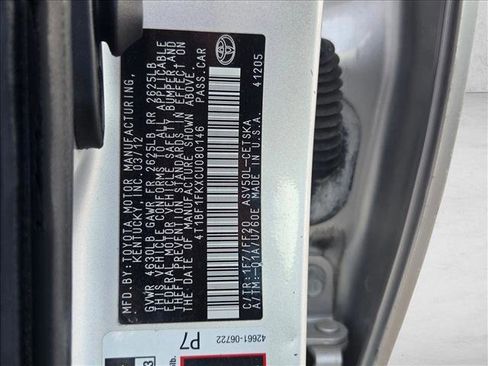 MFD. BY: TOYOTA MOTOR MANUFACTURING,
KENTUCKY, INC. 03/12
GVWR 4630LB GAWR FR 2625LB RR 2625LB
THIS VEHICLE CONFORMS TO ALL APPLICABLE
FEDERAL MOTOR VEHICLE SAFETY BUMPER, AND
THEFT PREVENTION STANDARDS IN EFFECT ON
THE DATE OF MANUFACTURE SHOWN ABOVE.
4T1BF1FKXCU080146 PASS.CAR
C/TR:1F7/FF20 ASV50L-CETSKA
A/TM:-01A/U760E MADE IN U.S.A.
41205
TOYOTA
42661-06722
P7